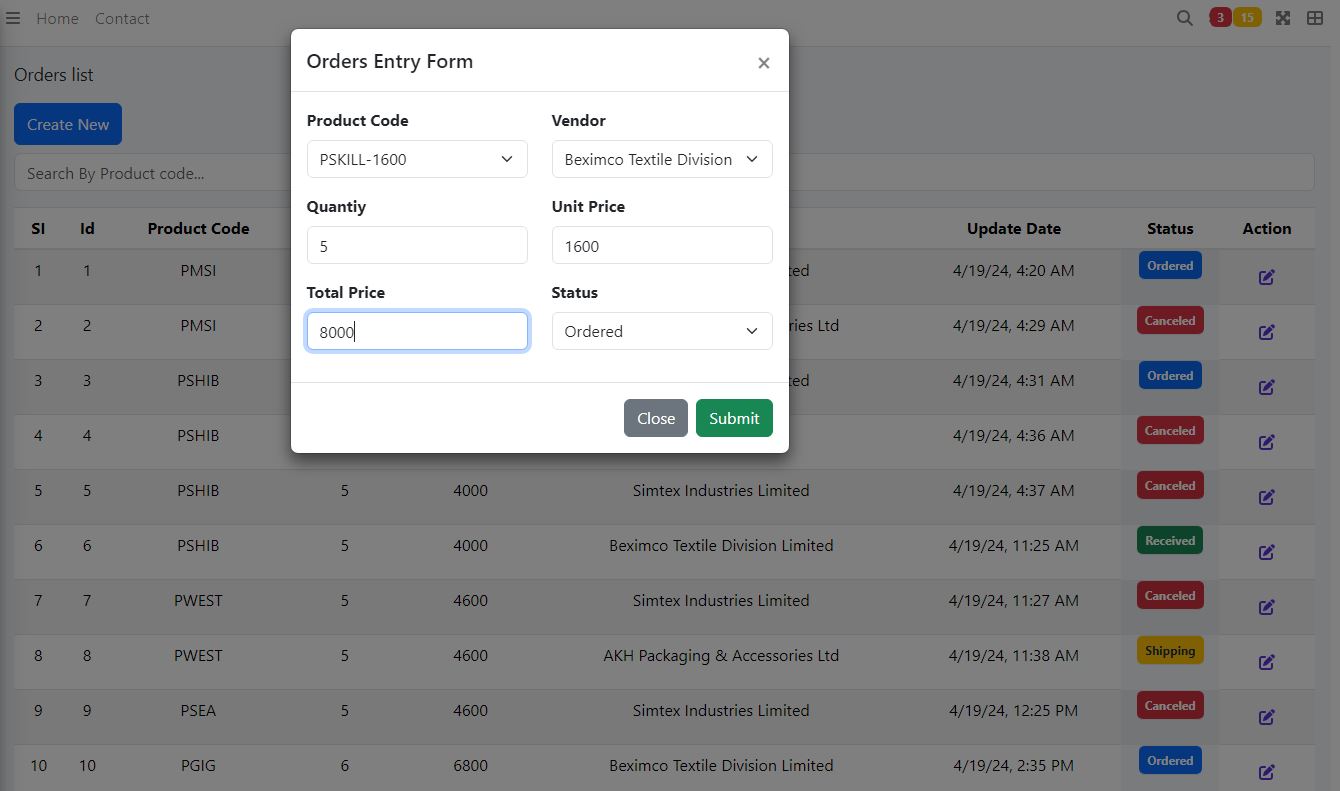 Home Contact
3 15
Orders list
Create New
Search By Product code...
Orders Entry Form
×
Product Code Vendor
PSKILL-1600 Beximco Textile Division
Quantiy Unit Price
5 1600
Total Price Status
8000 Ordered
Close Submit
SI Id Product Code Update Date Status Action
1 1 PMSI 4/19/24, 4:20 AM Ordered
2 2 PMSI Ltd 4/19/24, 4:29 AM Canceled
3 3 PSHIB 4/19/24, 4:31 AM Ordered
4 4 PSHIB 4/19/24, 4:36 AM Canceled
5 5 PSHIB 5 4000 Simtex Industries Limited 4/19/24, 4:37 AM Canceled
6 6 PSHIB 5 4000 Beximco Textile Division Limited 4/19/24, 11:25 AM Received
7 7 PWEST 5 4600 Simtex Industries Limited 4/19/24, 11:27 AM Canceled
8 8 PWEST 5 4600 AKH Packaging & Accessories Ltd 4/19/24, 11:38 AM Shipping
9 9 PSEA 5 4600 Simtex Industries Limited 4/19/24, 12:25 PM Canceled
10 10 PGIG 6 6800 Beximco Textile Division Limited 4/19/24, 2:35 PM Ordered